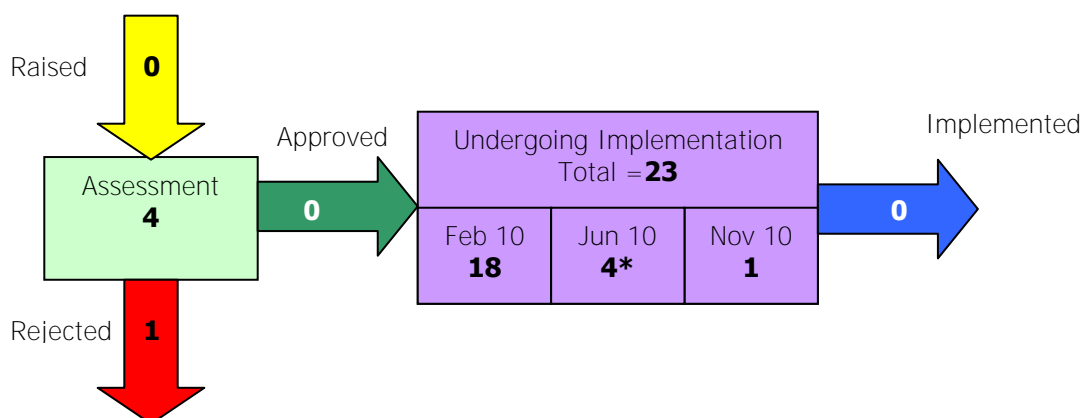 Raised
0
Assessment
4
Approved
0
Undergoing Implementation
Total =23
Feb 10
18
Jun 10
4*
Nov 10
1
Implemented
0
Rejected
1